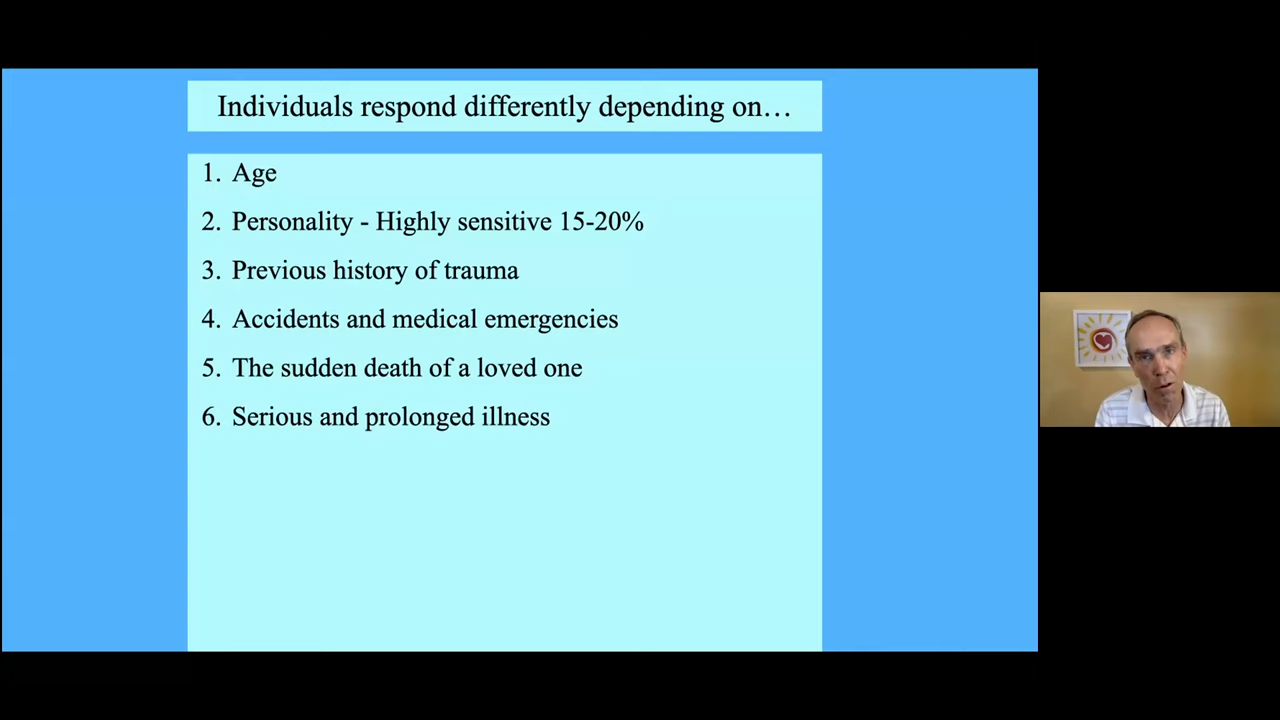 Individuals respond differently depending on…
1. Age
2. Personality - Highly sensitive 15-20%
3. Previous history of trauma
4. Accidents and medical emergencies
5. The sudden death of a loved one
6. Serious and prolonged illness